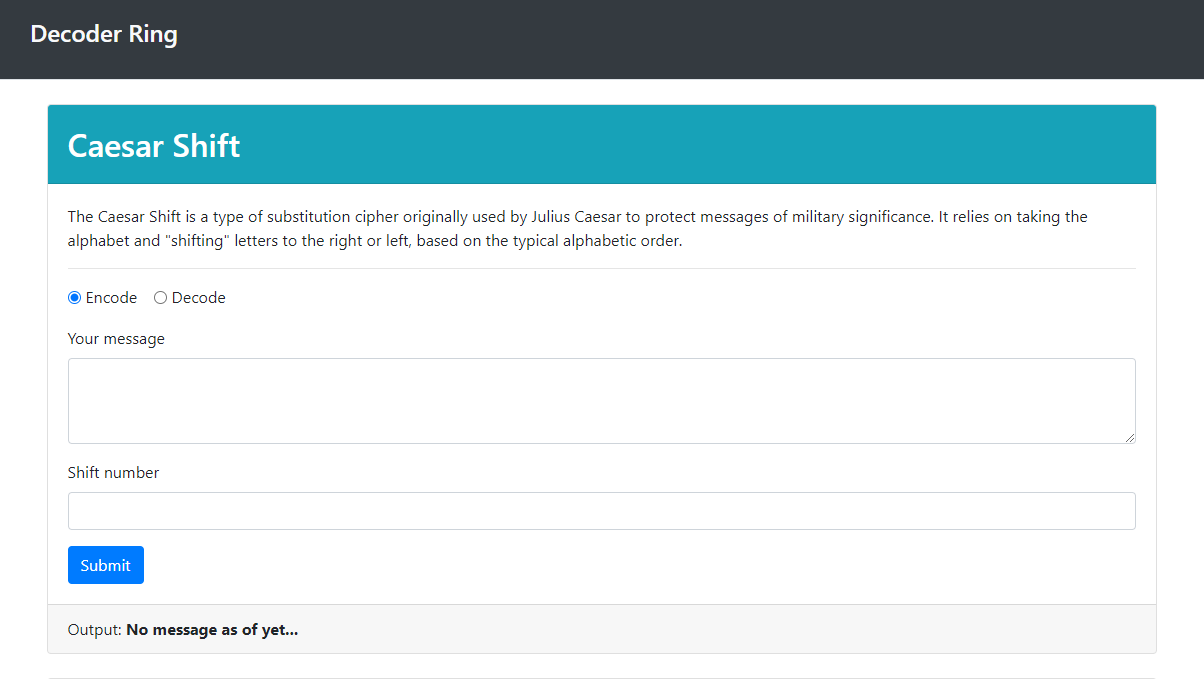 Decoder Ring
Caesar Shift
The Caesar Shift is a type of substitution cipher originally used by Julius Caesar to protect messages of military significance. It relies on taking the
alphabet and "shifting" letters to the right or left, based on the typical alphabetic order.
Encode Decode
Your message
Shift number
Submit
Output: No message as of yet...